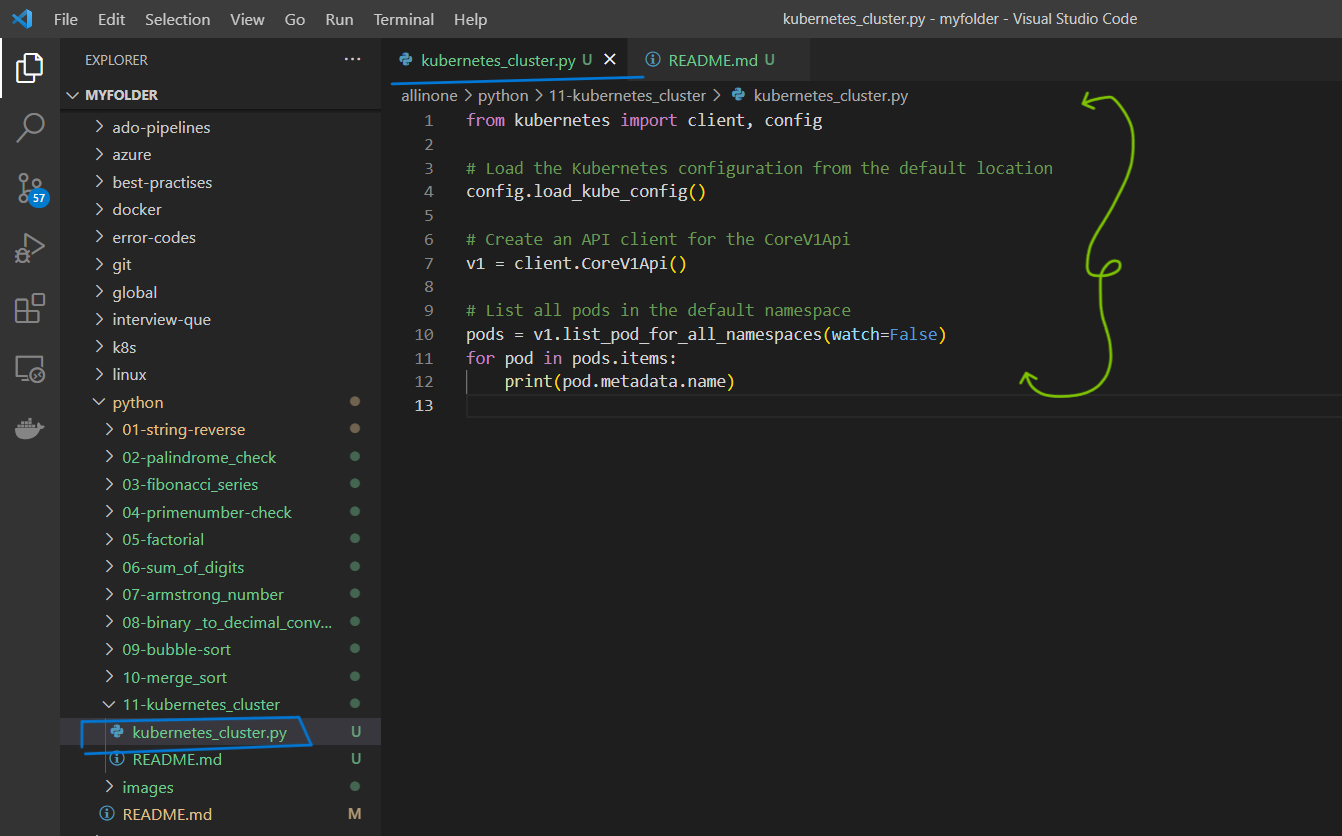 File Edit Selection View Go Run Terminal Help
kubernetes_cluster.py - myfolder - Visual Studio Code
EXPLORER
MYFOLDER
ado-pipelines
azure
best-practises
docker
error-codes
git
global
interview-que
k8s
linux
python
01-string-reverse
02-palindrome_check
03-fibonacci_series
04-primenumber-check
05-factorial
06-sum_of_digits
07-armstrong_number
08-binary _to_decimal_conv...
09-bubble-sort
10-merge_sort
11-kubernetes_cluster
kubernetes_cluster.py U
README.md U
images
README.md M
57
kubernetes_cluster.py U README.md U
allinone > python > 11-kubernetes_cluster > kubernetes_cluster.py
1 from kubernetes import client, config
2
3 # Load the Kubernetes configuration from the default location
4 config.load_kube_config()
5
6 # Create an API client for the CoreV1Api
7 v1 = client.CoreV1Api()
8
9 # List all pods in the default namespace
10 pods = v1.list_pod_for_all_namespaces(watch=False)
11 for pod in pods.items:
12     print(pod.metadata.name)
13